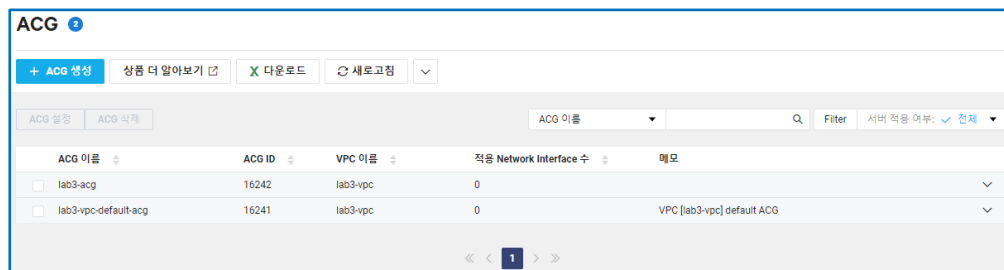 ACG 2
+ ACG 생성 상품 더 알아보기 다운로드 새로고침
ACG 설정 ACG 삭제 ACG 이름 Filter 서버 적용 여부: 전체
ACG 이름 ACG ID VPC 이름 적용 Network Interface 수 메모
lab3-acg 16242 lab3-vpc 0
lab3-vpc-default-acg 16241 lab3-vpc 0 VPC [lab3-vpc] default ACG
« < 1 > »